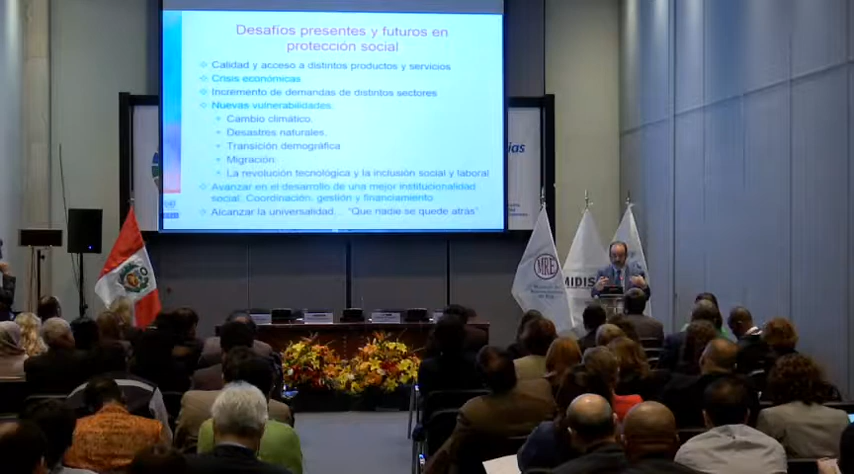 Desafíos presentes y futuros en
protección social
Calidad y acceso a distintos productos y servicios
Crisis económicas
Incremento de demandas de distintos sectores
Nuevas vulnerabilidades:
Cambio climático.
Desastres naturales.
Transición demográfica
Migración:
La revolución tecnológica y la inclusión social y laboral
Avanzar en el desarrollo de una mejor institucionalidad
social: Coordinación, gestión y financiamiento.
Alcanzar la universalidad... "Que nadie se quede atrás"
MRE
MIDIS